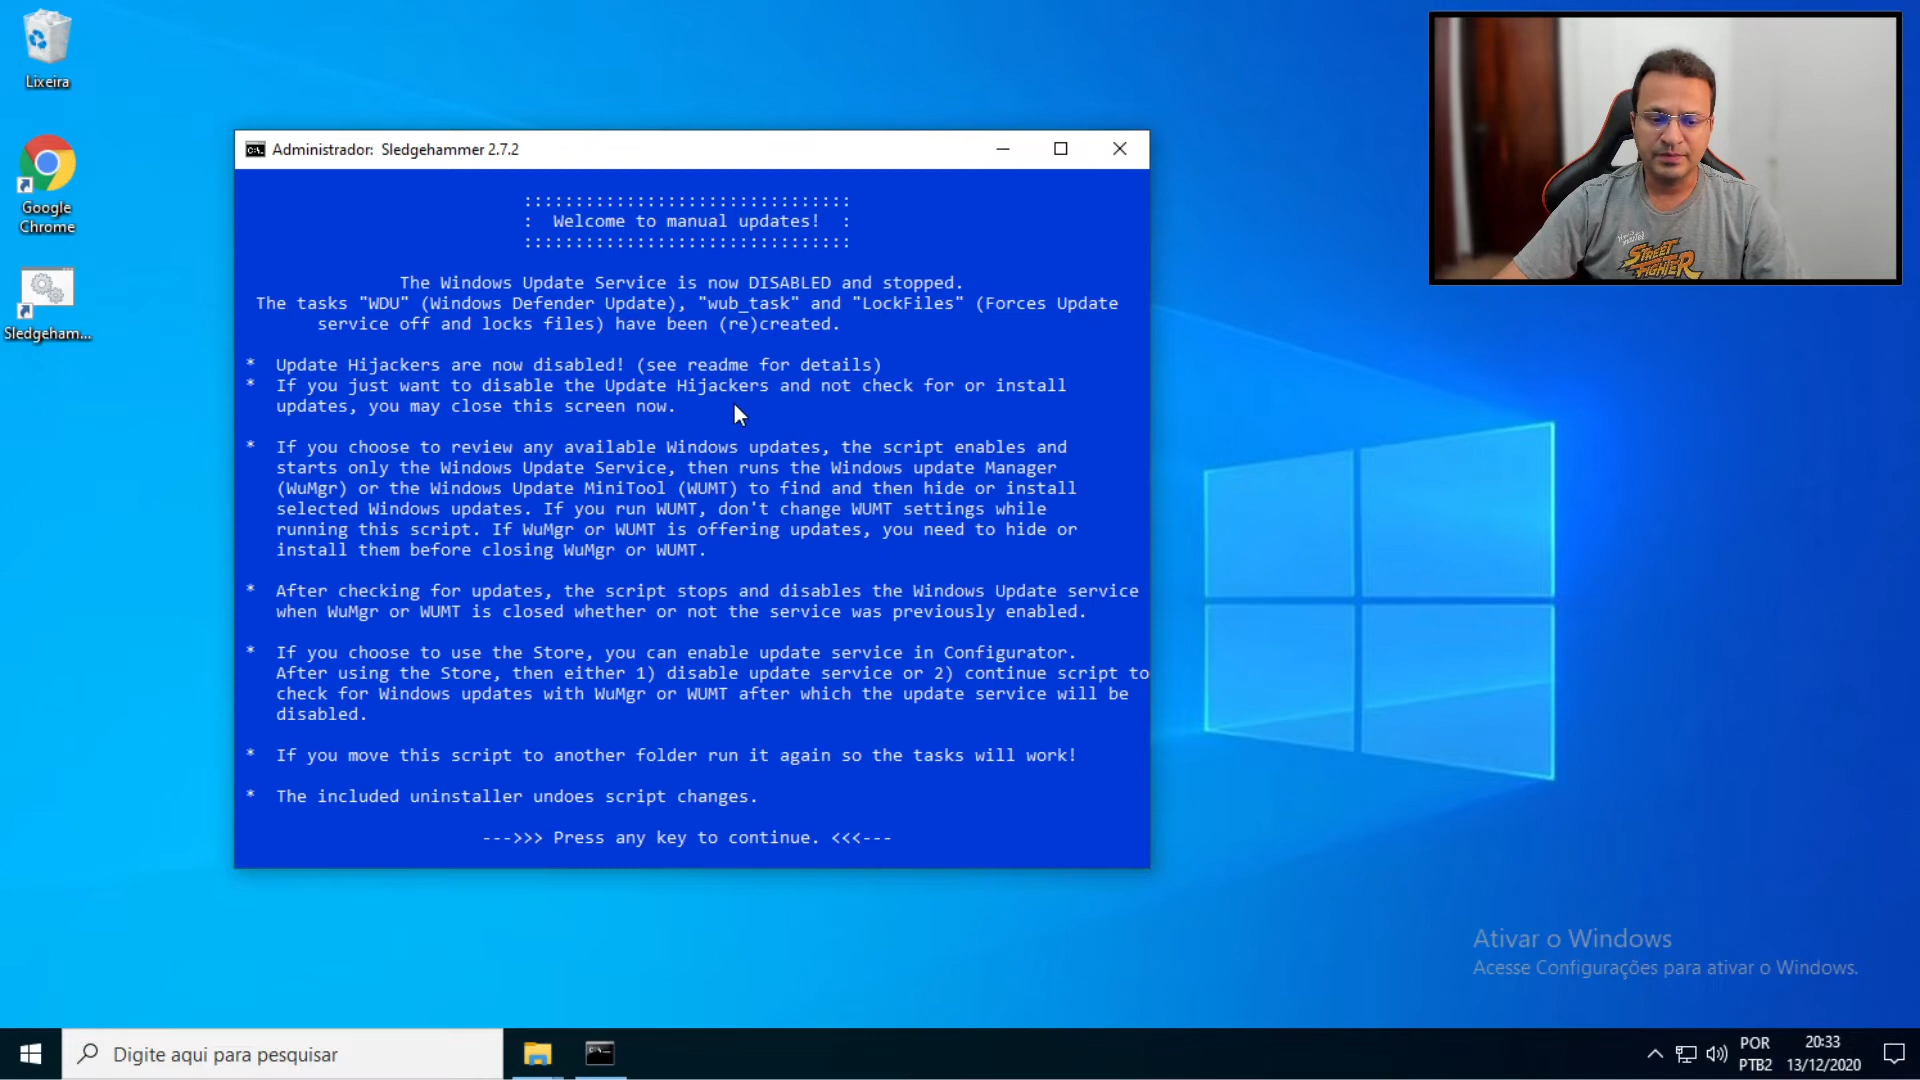 Lixeira
Google
Chrome
Sledgeham...
Administrador: Sledgehammer 2.7.2
:::::::::::::::::::::::::::::::
: Welcome to manual updates! :
:::::::::::::::::::::::::::::::
The Windows Update Service is now DISABLED and stopped.
The tasks "WDU" (Windows Defender Update), "wub_task" and "LockFiles" (Forces Update
service off and locks files) have been (re)created.
* Update Hijackers are now disabled! (see readme for details)
* If you just want to disable the Update Hijackers and not check for or install
updates, you may close this screen now.
* If you choose to review any available Windows updates, the script enables and
starts only the Windows Update Service, then runs the Windows update Manager
(WuMgr) or the Windows Update MiniTool (WUMT) to find and then hide or install
selected Windows updates. If you run WUMT, don't change WUMT settings while
running this script. If WuMgr or WUMT is offering updates, you need to hide or
install them before closing WuMgr or WUMT.
* After checking for updates, the script stops and disables the Windows Update service
when WuMgr or WUMT is closed whether or not the service was previously enabled.
* If you choose to use the Store, you can enable update service in Configurator.
After using the Store, then either 1) disable update service or 2) continue script to
check for Windows updates with WuMgr or WUMT after which the update service will be
disabled.
* If you move this script to another folder run it again so the tasks will work!
* The included uninstaller undoes script changes.
--->>> Press any key to continue. <<<---
STREET
FIGHTER
Ativar o Windows
Acesse Configurações para ativar o Windows.
Digite aqui para pesquisar
POR
PTB2
20:33
13/12/2020